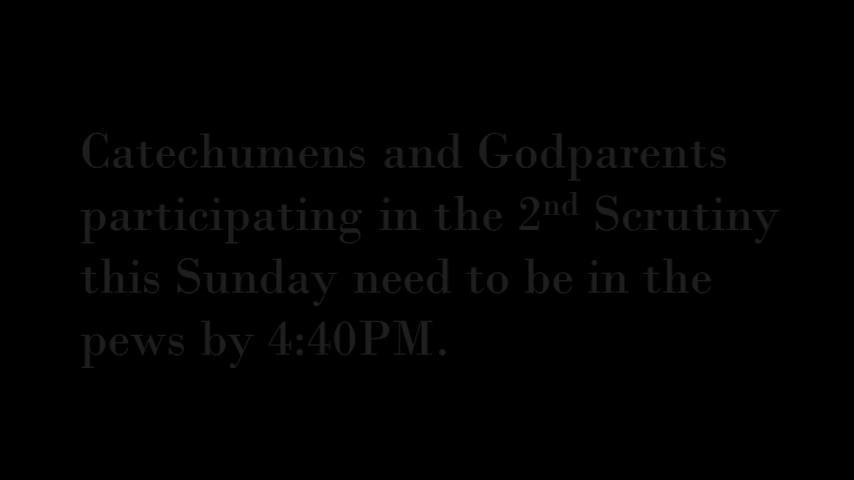 Catechumens and Godparents
participating in the 2nd Scrutiny
this Sunday need to be in the
pews by 4:40PM.